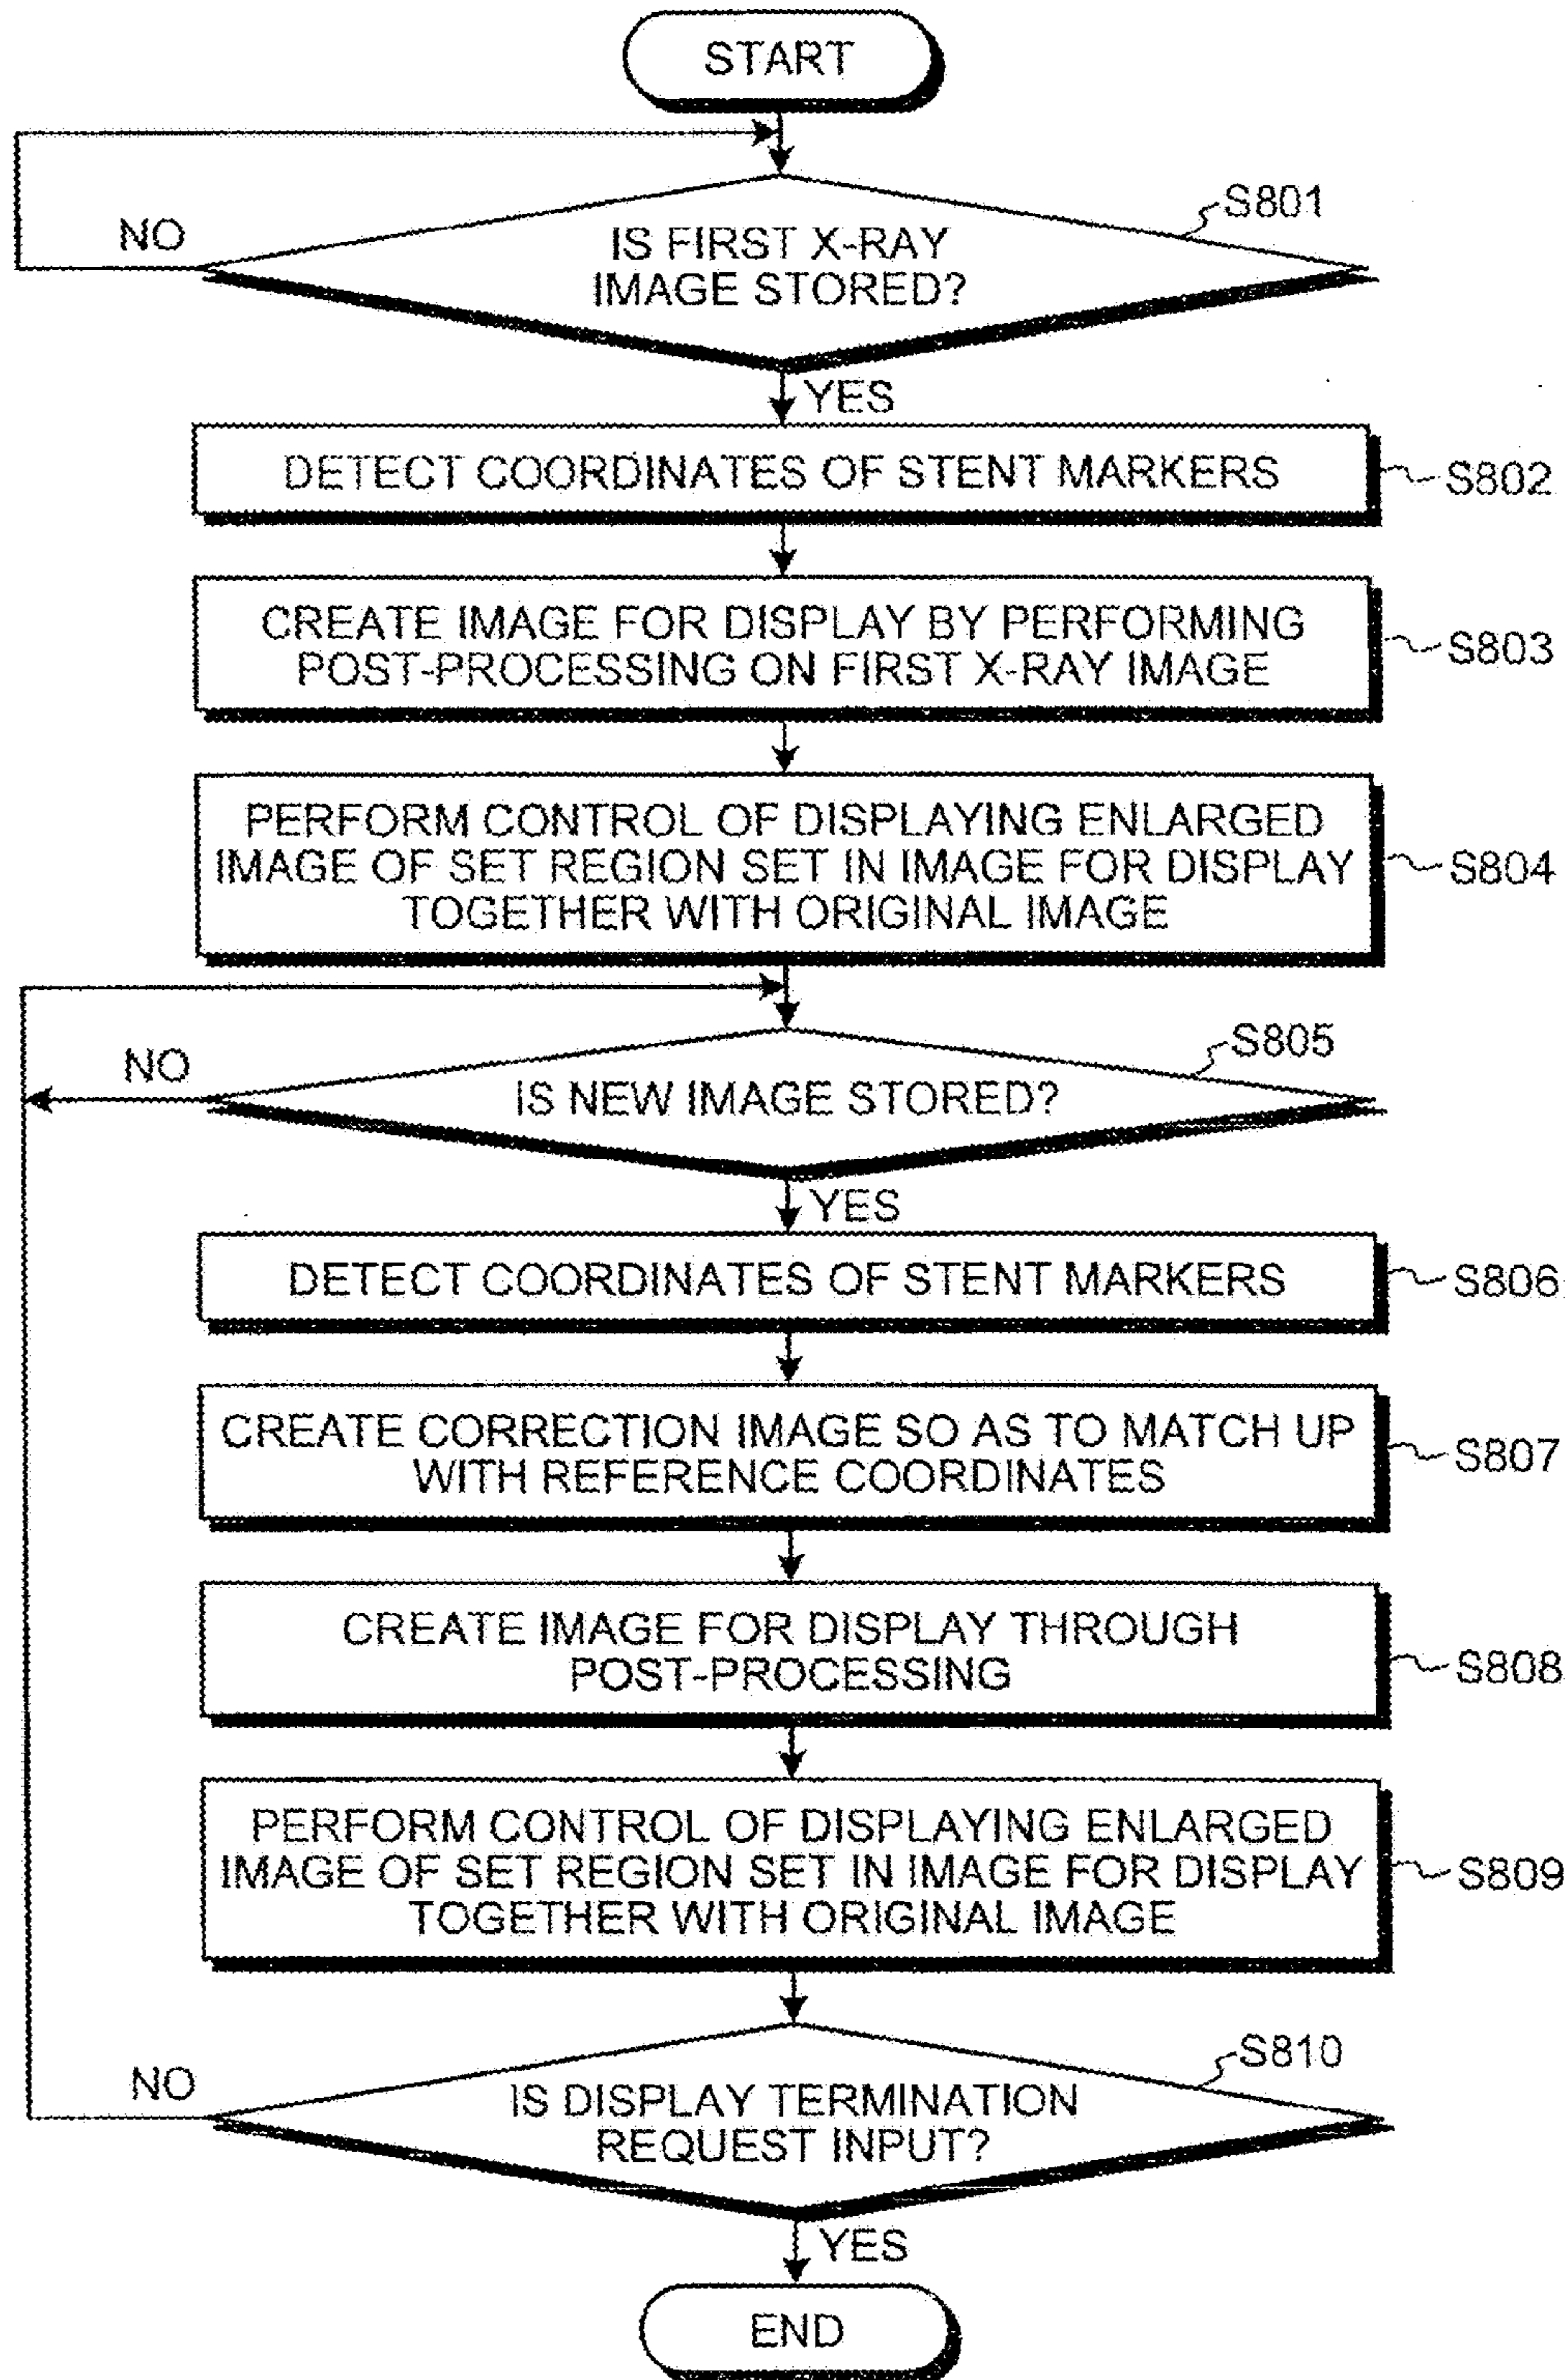 START
NO
S801
IS FIRST X-RAY
IMAGE STORED?
YES
DETECT COORDINATES OF STENT MARKERS
S802
CREATE IMAGE FOR DISPLAY BY PERFORMING
POST-PROCESSING ON FIRST X-RAY IMAGE
S803
PERFORM CONTROL OF DISPLAYING ENLARGED
IMAGE OF SET REGION SET IN IMAGE FOR DISPLAY
TOGETHER WITH ORIGINAL IMAGE
S804
NO
S805
IS NEW IMAGE STORED?
YES
DETECT COORDINATES OF STENT MARKERS
S806
CREATE CORRECTION IMAGE SO AS TO MATCH UP
WITH REFERENCE COORDINATES
S807
CREATE IMAGE FOR DISPLAY THROUGH
POST-PROCESSING
S808
PERFORM CONTROL OF DISPLAYING ENLARGED
IMAGE OF SET REGION SET IN IMAGE FOR DISPLAY
TOGETHER WITH ORIGINAL IMAGE
S809
NO
S810
IS DISPLAY TERMINATION
REQUEST INPUT?
YES
END